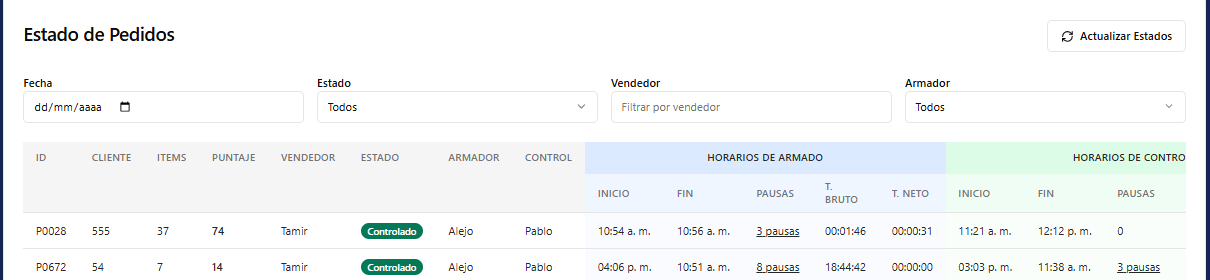 Estado de Pedidos
Actualizar Estados
Fecha Estado Vendedor Armador
dd/mm/aaaa Todos Filtrar por vendedor Todos
ID CLIENTE ITEMS PUNTAJE VENDEDOR ESTADO ARMADOR CONTROL HORARIOS DE ARMADO HORARIOS DE CONTRO
INICIO FIN PAUSAS T. BRUTO T. NETO INICIO FIN PAUSAS
P0028 555 37 74 Tamir Controlado Alejo Pablo 10:54 a. m. 10:56 a. m. 3 pausas 00:01:46 00:00:31 11:21 a. m. 12:12 p. m. 0
P0672 54 7 14 Tamir Controlado Alejo Pablo 04:06 p. m. 10:51 a. m. 8 pausas 18:44:42 00:00:00 03:03 p. m. 11:38 a. m. 3 pausas